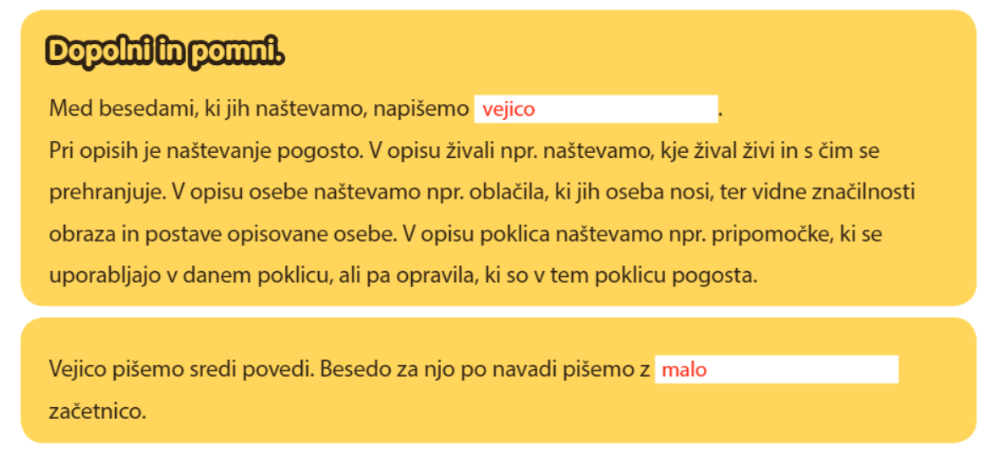 Dopolni in pomni.
Med besedami, ki jih naštevamo, napišemo vejico.
Pri opisih je naštevanje pogosto. V opisu živali npr. naštevamo, kje žival živi in s čim se
prehranjuje. V opisu osebe naštevamo npr. oblačila, ki jih oseba nosi, ter vidne značilnosti
obraza in postave opisovane osebe. V opisu poklica naštevamo npr. pripomočke, ki se
uporabljajo v danem poklicu, ali pa opravila, ki so v tem poklicu pogosta.
Vejico pišemo sredi povedi. Besedo za njo po navadi pišemo z malo
začetnico.